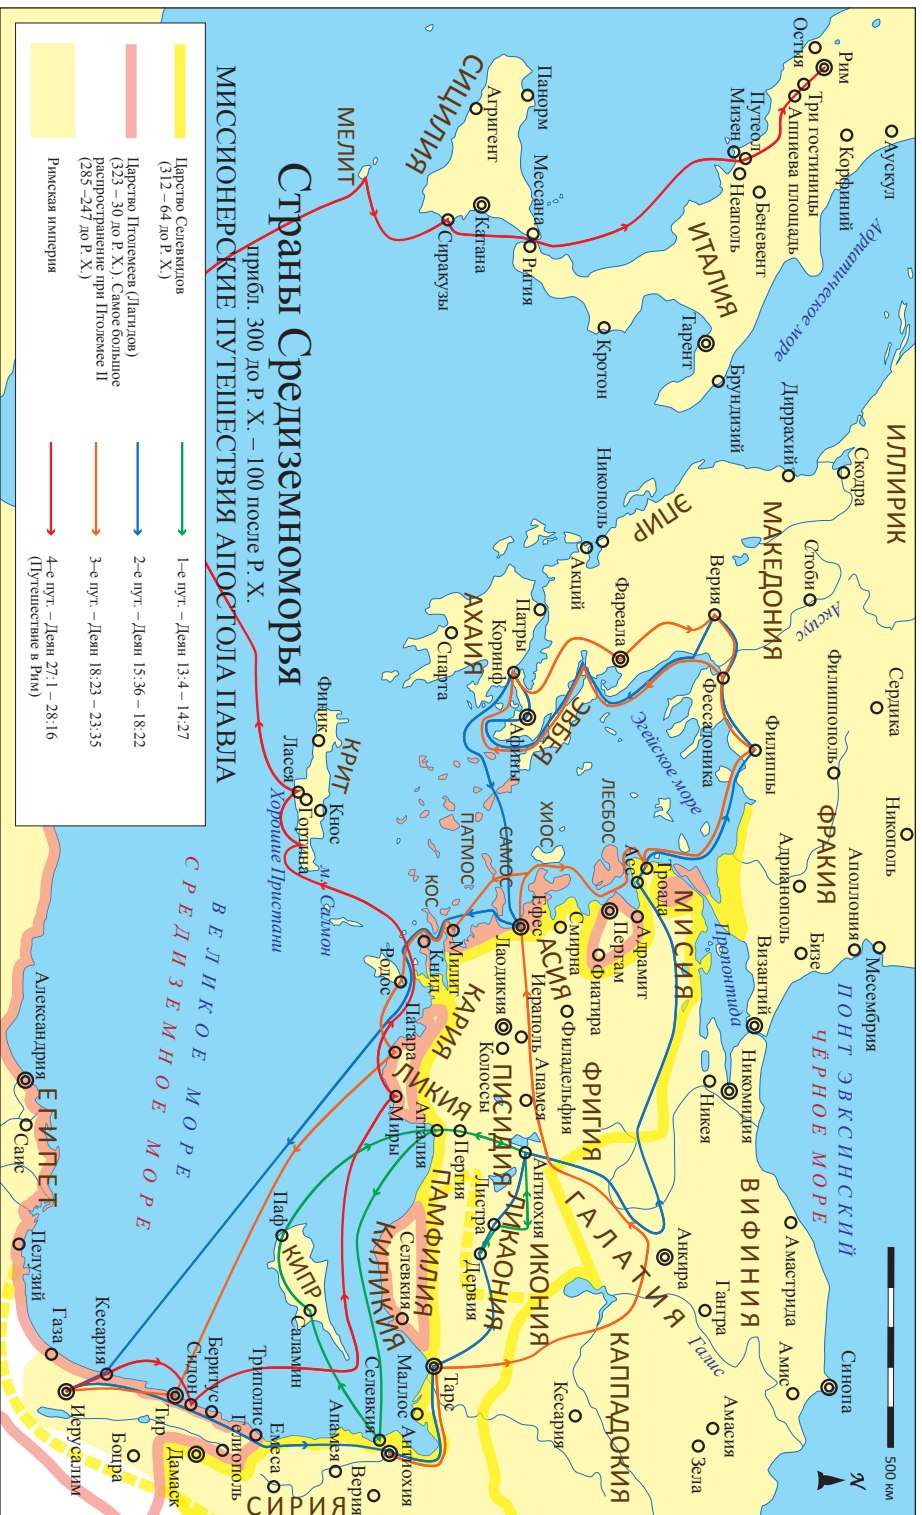 Страны Средиземноморья
прибл. 300 до Р. Х. – 100 после Р. Х.
МИССИОНЕРСКИЕ ПУТЕШЕСТВИЯ АПОСТОЛА ПАВЛА
Царство Селевкидов
(312 – 64 до Р. Х.)
Царство Птолемеев (Лагидов)
(323 – 30 до Р. Х.). Самое большое
распространение при Птолемее II
(285–247 до Р. Х.)
Римская империя
1–е пут. – Деян 13:4 – 14:27
2–е пут. – Деян 15:36 – 18:22
3–е пут. – Деян 18:23 – 23:35
4–е пут. – Деян 27:1 – 28:16
(Путешествие в Рим)
500 км
N
Аускул
Корфиний
Рим
Остия
Три гостиницы
Аппиева площадь
Путеол
Мизен
Неаполь
Беневент
ИТАЛИЯ
Адриатическое море
Тарент
Брундизий
Кротон
Панорм
СИЦИЛИЯ
Агригент
Мессана
Ригия
Катана
Сиракузы
МЕЛИТ
ИЛЛИРИК
Скодра
Диррахий
МАКЕДОНИЯ
Стоби
Аксиус
ЭПИР
Никополь
Акций
Верия
Фареала
Фессалоника
Филиппы
Сердика
Филиппополь
Никополь
ФРАКИЯ
Адрианополь
Аполлония
Месембрия
Бизе
Византий
Пропонтида
ПОНТ ЭВКСИНСКИЙ
ЧЁРНОЕ МОРЕ
АХАИЯ
Патры
Коринф
Спарта
Афины
ЭВБЕЯ
Эгейское море
КРИТ
Финик
Ласея
Гортина
Кнос
Хорошие Пристани
м. Салмон
ЛЕСБОС
ХИОС
САМОС
ПАТМОС
КОС
Асс
Троада
МИСИЯ
Адрамит
Пергам
Фиатира
Смирна
АСИЯ
Ефес
Филадельфия
Иераполь
Лаодикия
Колоссы
Апамея
Милит
Книд
Родос
КАРИЯ
Патара
ЛИКИЯ
Миры
ФРИГИЯ
ПИСИДИЯ
Никомидия
Никея
ВИФИНИЯ
Амастрида
Синопа
Амис
Амасия
Зела
Гангра
Галис
Анкира
ГАЛАТИЯ
КАППАДОКИЯ
Кесария
Атталия
Пергия
ПАМФИЛИЯ
Антиохия
ИКОНИЯ
ЛИКАОНИЯ
Листра
Дервия
КИЛИКИЯ
Селевкия
Тарс
Маллос
Антиохия
Селевкия
Верия
Апамея
СИРИЯ
Емеса
Триполис
Гелиополь
Беритус
Дамаск
Сидон
Тир
Боцра
Кесария
Иерусалим
Газа
КИПР
Паф
Саламин
ВЕЛИКОЕ МОРЕ
СРЕДИЗЕМНОЕ МОРЕ
Александрия
ЕГИПЕТ
Саис
Пелузий